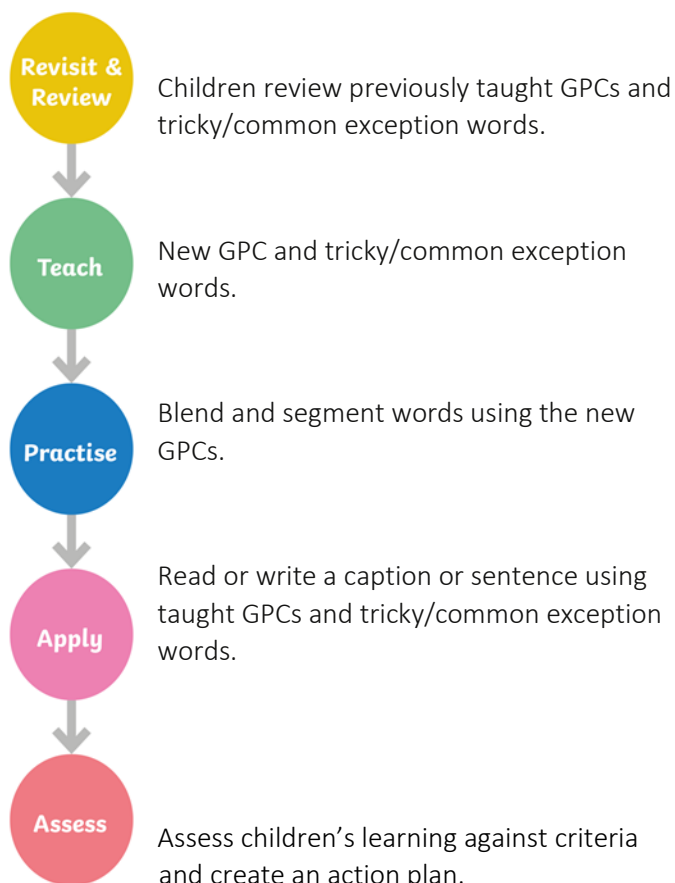 Revisit &
Review
Children review previously taught GPCs and
tricky/common exception words.
Teach
New GPC and tricky/common exception
words.
Practise
Blend and segment words using the new
GPCs.
Apply
Read or write a caption or sentence using
taught GPCs and tricky/common exception
words.
Assess
Assess children’s learning against criteria
and create an action plan.